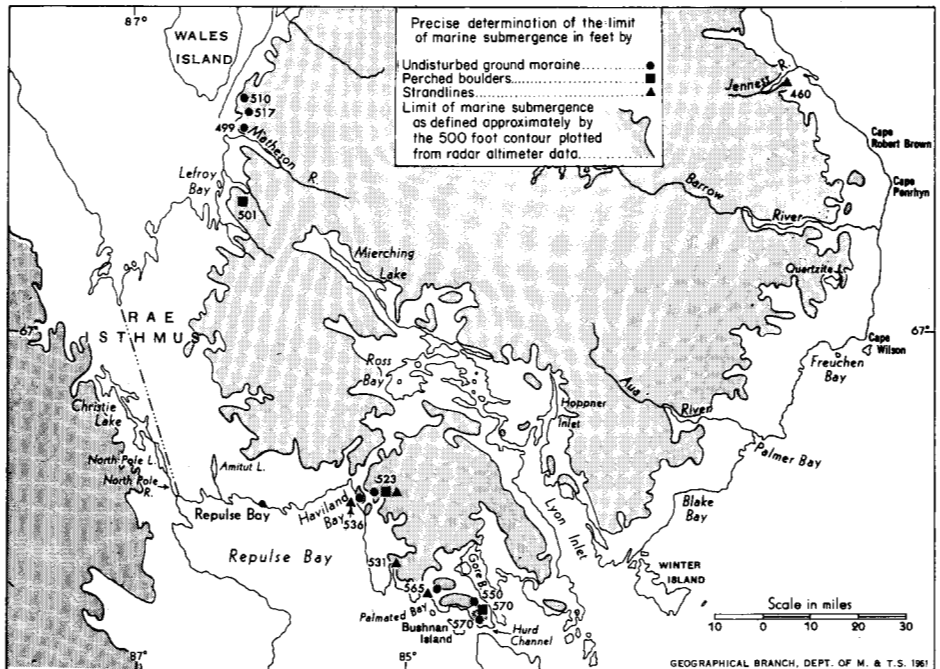 87°
WALES
ISLAND
Precise determination of the limit
of marine submergence in feet by
Undisturbed ground moraine
Perched boulders
Strandlines
Limit of marine submergence
as defined approximately by
the 500 foot contour plotted
from radar altimeter data
Jenness R.
460
Cape
Robert Brown
Cape
Penrhyn
510
517
499
Matheson R.
Lefroy
Bay
501
Barrow River
Mierching
Lake
Quartzite L.
67°
RAE
ISTHMUS
67°
Cape
Wilson
Freuchen
Bay
Ross
Bay
Aua River
Hoppner
Inlet
Christie
Lake
Palmer Bay
North Pole L.
North Pole
R.
Amitut L.
523
Repulse Bay
Haviland
Bay
536
Lyon Inlet
Blake
Bay
Repulse Bay
531
WINTER
ISLAND
Gore B.
565
550
570
Palmated Bay
570
Bushnan
Island
Hurd
Channel
Scale in miles
10 0 10 20 30
87°
85°
GEOGRAPHICAL BRANCH, DEPT. OF M. & T.S. 1961